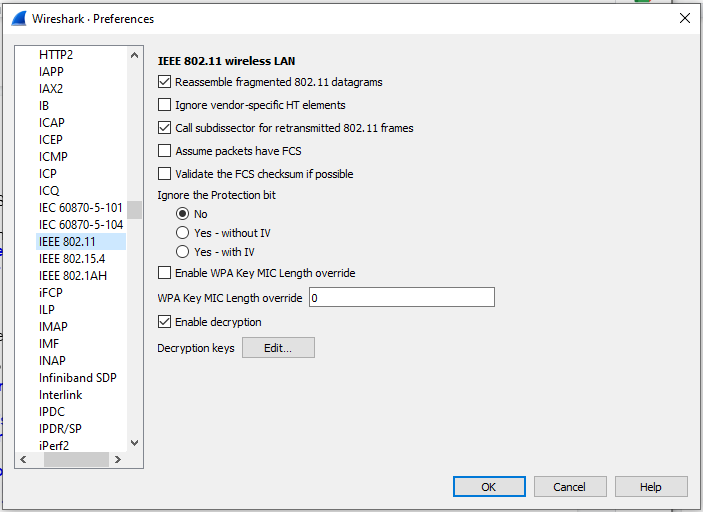 Wireshark · Preferences
HTTP2
IAPP
IAX2
IB
ICAP
ICEP
ICMP
ICP
ICQ
IEC 60870-5-101
IEC 60870-5-104
IEEE 802.11
IEEE 802.15.4
IEEE 802.1AH
iFCP
ILP
IMAP
IMF
INAP
Infiniband SDP
Interlink
IPDC
IPDR/SP
iPerf2
IEEE 802.11 wireless LAN
Reassemble fragmented 802.11 datagrams
Ignore vendor-specific HT elements
Call subdissector for retransmitted 802.11 frames
Assume packets have FCS
Validate the FCS checksum if possible
Ignore the Protection bit
No
Yes - without IV
Yes - with IV
Enable WPA Key MIC Length override
WPA Key MIC Length override 0
Enable decryption
Decryption keys Edit...
OK Cancel Help